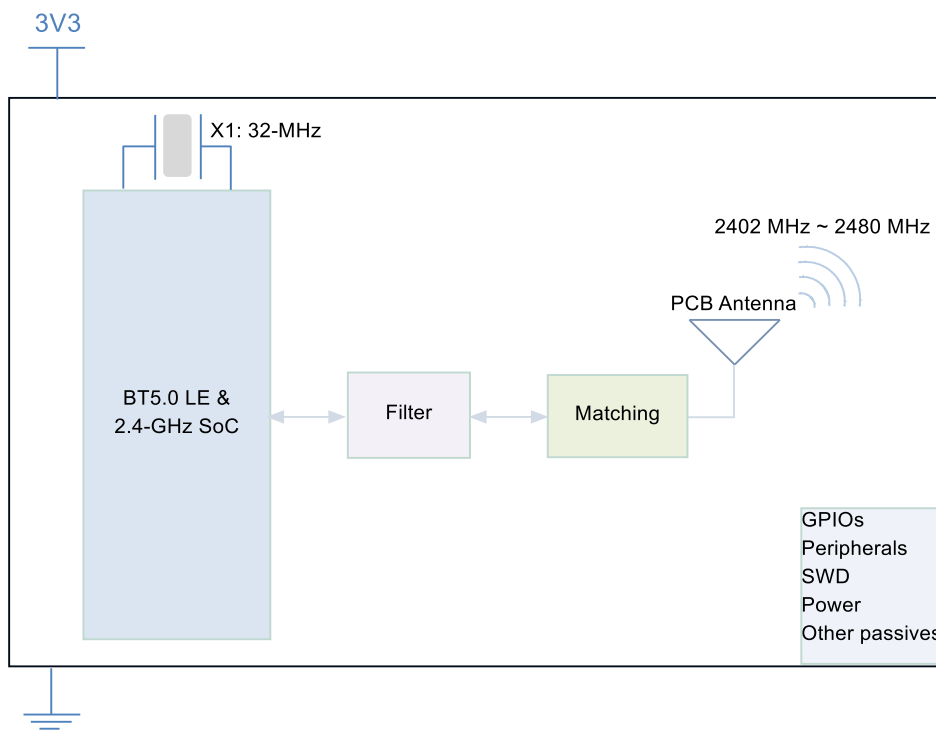 3V3
X1: 32-MHz
2402 MHz ~ 2480 MHz
PCB Antenna
BT5.0 LE &
2.4-GHz SoC
Filter
Matching
GPIOs
Peripherals
SWD
Power
Other passives